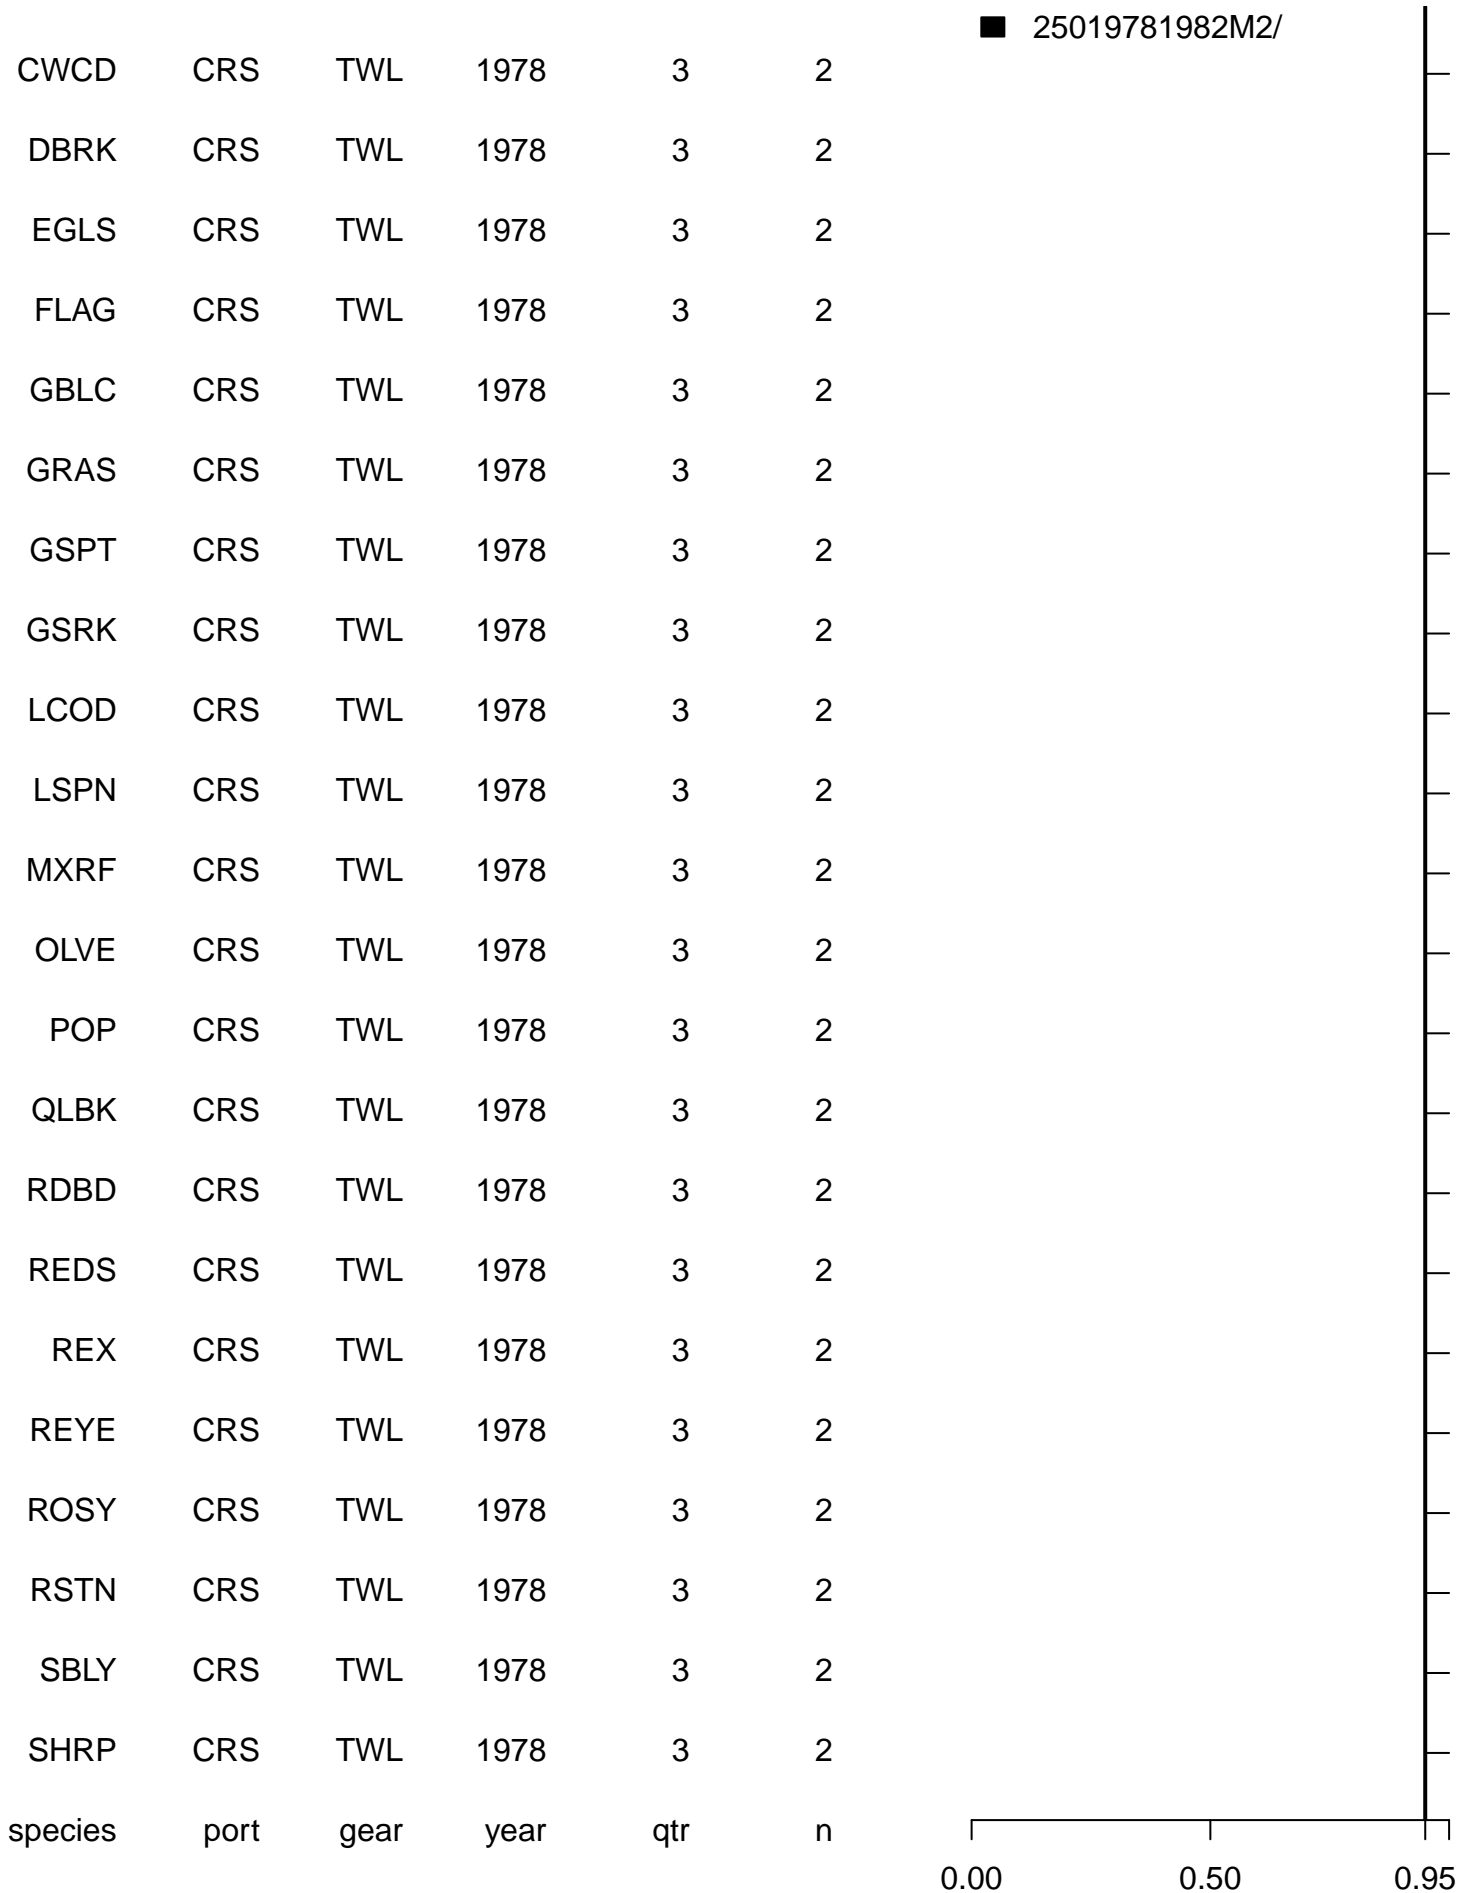 25019781982M2/
CWCD CRS TWL 1978 3 2
DBRK CRS TWL 1978 3 2
EGLS CRS TWL 1978 3 2
FLAG CRS TWL 1978 3 2
GBLC CRS TWL 1978 3 2
GRAS CRS TWL 1978 3 2
GSPT CRS TWL 1978 3 2
GSRK CRS TWL 1978 3 2
LCOD CRS TWL 1978 3 2
LSPN CRS TWL 1978 3 2
MXRF CRS TWL 1978 3 2
OLVE CRS TWL 1978 3 2
POP CRS TWL 1978 3 2
QLBK CRS TWL 1978 3 2
RDBD CRS TWL 1978 3 2
REDS CRS TWL 1978 3 2
REX CRS TWL 1978 3 2
REYE CRS TWL 1978 3 2
ROSY CRS TWL 1978 3 2
RSTN CRS TWL 1978 3 2
SBLY CRS TWL 1978 3 2
SHRP CRS TWL 1978 3 2
species port gear year qtr n
0.00 0.50 0.95